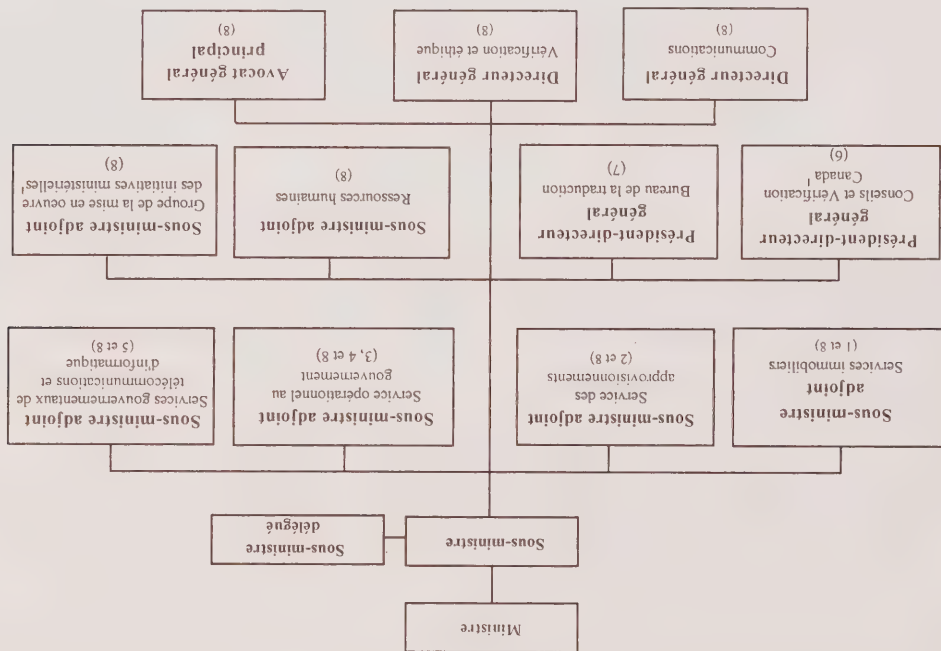 Ministre
Sous-ministre
Sous-ministre
délégué
Sous-ministre
adjoint
Services immobiliers
(1 et 8)
Sous-ministre adjoint
Service des
approvisionnements
(2 et 8)
Sous-ministre adjoint
Service opérationnel au
gouvernement
(3, 4 et 8)
Sous-ministre adjoint
Services gouvernementaux de
télécommunications et
d'informatique
(5 et 8)
Président-directeur
général
Conseils et Vérification
Canada¹
(6)
Président-directeur
général
Bureau de la traduction
(7)
Sous-ministre adjoint
Ressources humaines
(8)
Sous-ministre adjoint
Groupe de la mise en oeuvre
des initiatives ministérielles¹
(8)
Directeur général
Communications
(8)
Directeur général
Vérification et éthique
(8)
Avocat général
principal
(8)